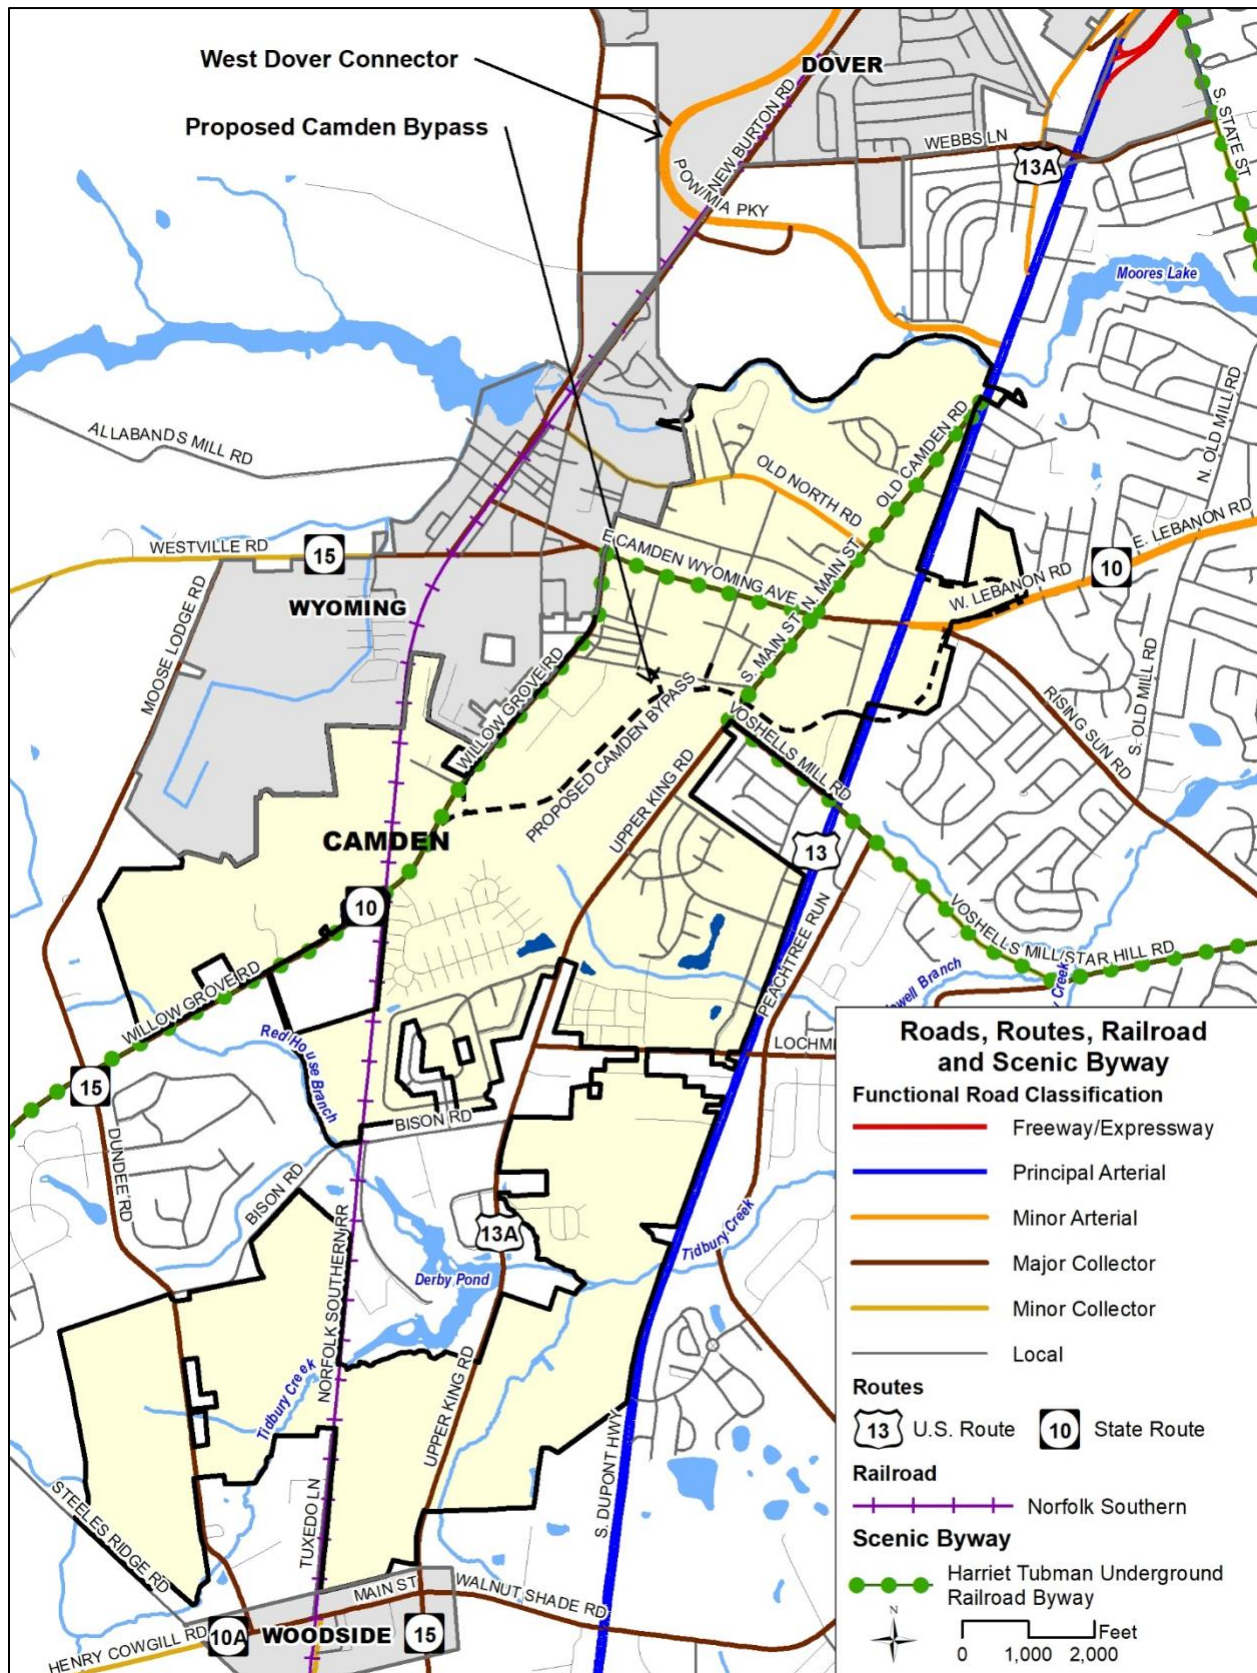 West Dover Connector
DOVER
Proposed Camden Bypass
NEW BURTON RD
S. STATE ST
WEBBS LN
13A
POW/MIA PKY
Moores Lake
ALLABANDS MILL RD
OLD CAMDEN RD
OLD NORTH RD
N. OLD MILL RD
E. LEBANON RD
WESTVILLE RD
15
E CAMDEN WYOMING AVE
N. MAIN ST
10
W. LEBANON RD
WYOMING
MOOSE LODGE RD
S. MAIN ST
S. OLD MILL RD
RISING SUN RD
WILLOW GROVE RD
PROPOSED CAMDEN BYPASS
VOSHELLS MILL RD
UPPER KING RD
CAMDEN
13
10
PEACHTREE RUN
VOSHELLS MILL/STAR HILL RD
WILLOW GROVE RD
Red House Branch
LOCHM
15
BISON RD
DUNDEE RD
BISON RD
13A
Tidbury Creek
Derby Pond
NORFOLK SOUTHERN RR
Tidbury Creek
UPPER KING RD
S. DUPONT HWY
STEELES RIDGE RD
TUXEDO LN
MAIN ST
WALNUT SHADE RD
HENRY COWGILL RD
10A
WOODSIDE
15
Roads, Routes, Railroad
and Scenic Byway
Functional Road Classification
Freeway/Expressway
Principal Arterial
Minor Arterial
Major Collector
Minor Collector
Local
Routes
13 U.S. Route 10 State Route
Railroad
Norfolk Southern
Scenic Byway
Harriet Tubman Underground
Railroad Byway
N
Feet
0 1,000 2,000